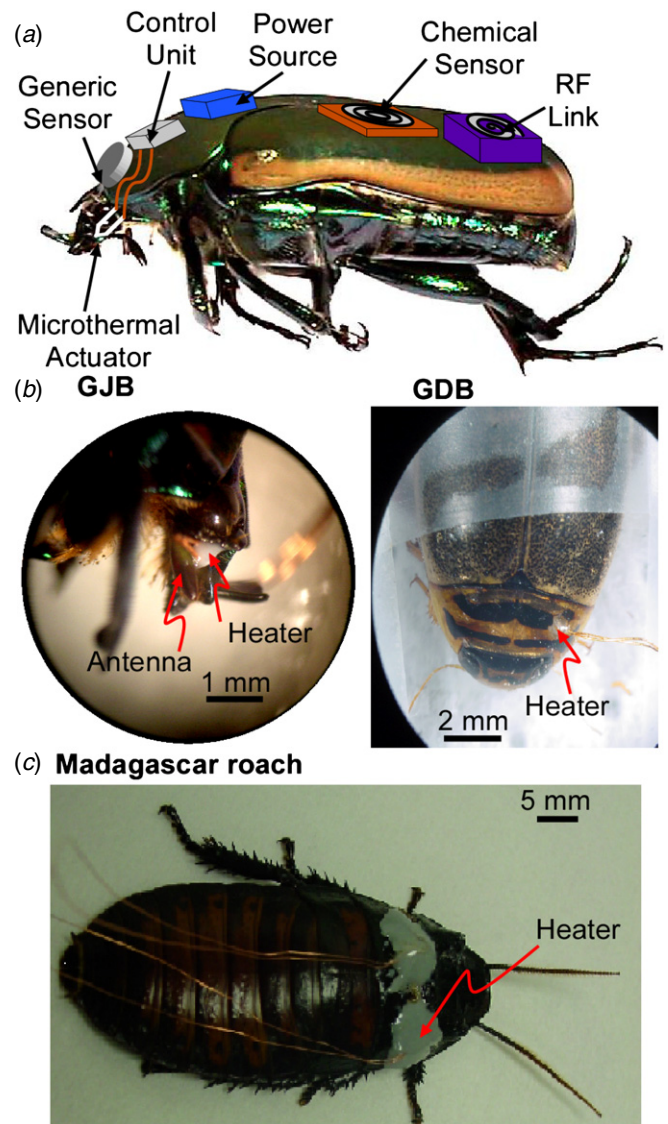 (a)
Control
Unit
Power
Source
Chemical
Sensor
Generic
Sensor
RF
Link
Microthermal
Actuator
(b)
GJB
GDB
Antenna
Heater
1 mm
Heater
2 mm
(c) Madagascar roach
5 mm
Heater